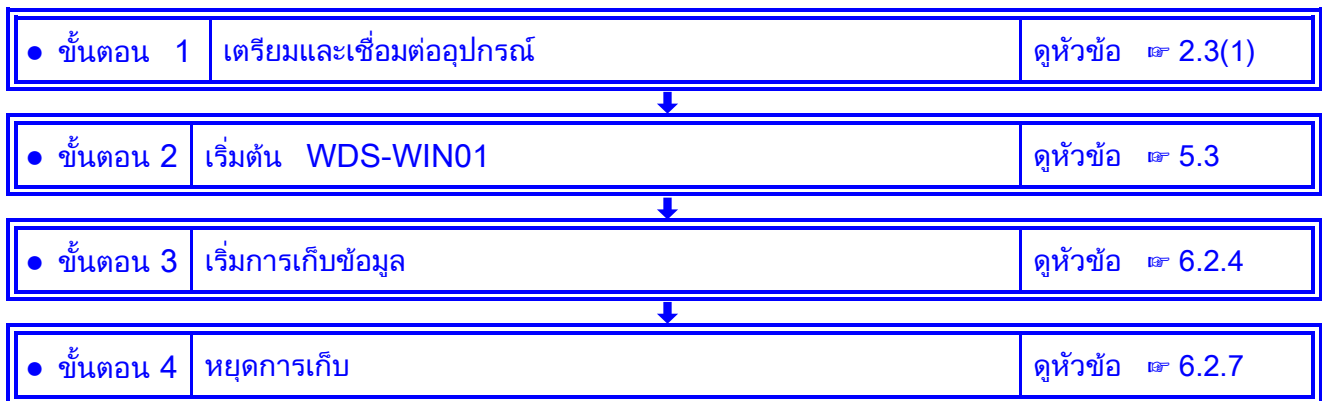 ● ขั้นตอน 1 เตรียมและเชื่อมต่ออุปกรณ์ ดูหัวข้อ ☞ 2.3(1)
● ขั้นตอน 2 เริ่มต้น WDS-WIN01 ดูหัวข้อ ☞ 5.3
● ขั้นตอน 3 เริ่มการเก็บข้อมูล ดูหัวข้อ ☞ 6.2.4
● ขั้นตอน 4 หยุดการเก็บ ดูหัวข้อ ☞ 6.2.7